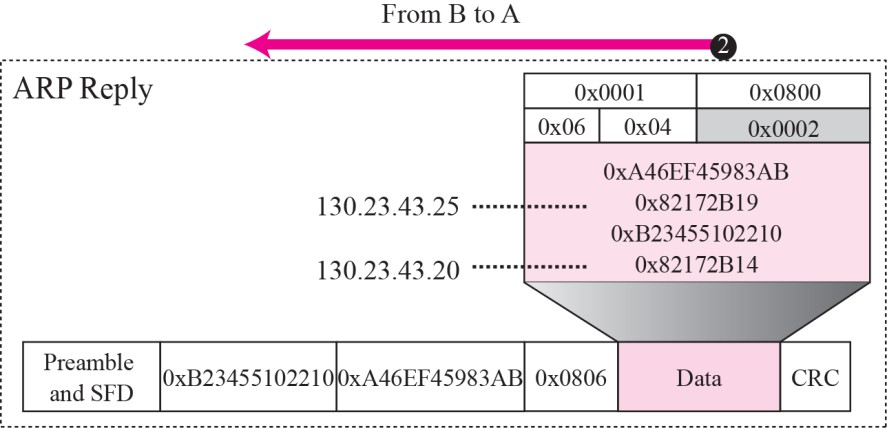 From B to A
2
ARP Reply
0x0001 0x0800
0x06 0x04 0x0002
0xA46EF45983AB
130.23.43.25 0x82172B19
0xB23455102210
130.23.43.20 0x82172B14
Preamble
and SFD
0xB23455102210 0xA46EF45983AB 0x0806 Data CRC